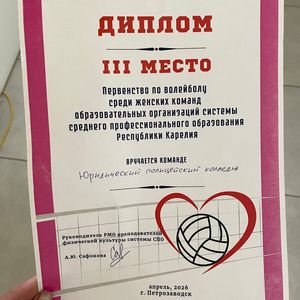 ДИПЛОМ
III МЕСТО
Первенство по волейболу
среди женских команд
образовательных организаций системы
среднего профессионального образования
Республики Карелия
ВРУЧАЕТСЯ КОМАНДЕ
Юридический полицейский колледж
Руководитель РМО преподавателей
физической культуры системы СПО
А.Ю. Сафонова
апрель, 2026
г. Петрозаводск